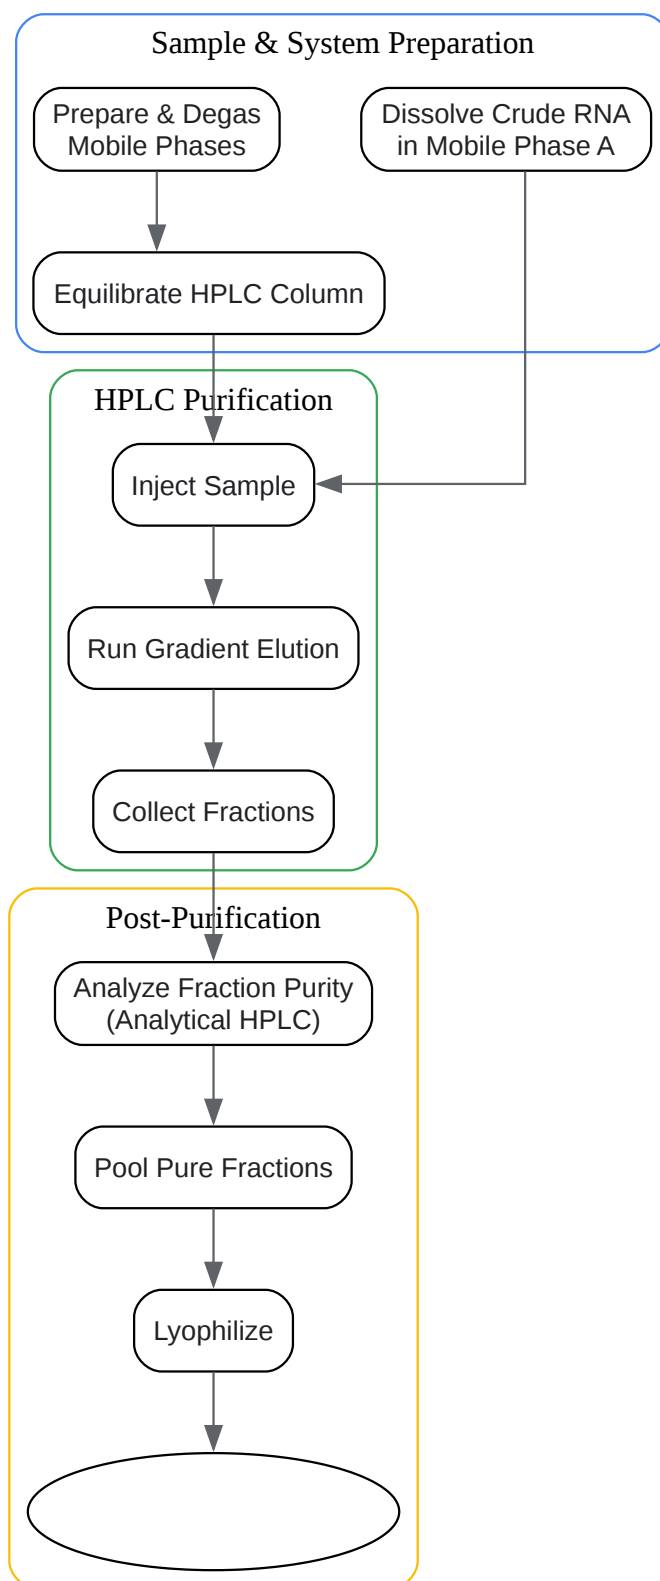 Sample & System Preparation
Prepare & Degas
Mobile Phases
Dissolve Crude RNA
in Mobile Phase A
Equilibrate HPLC Column
HPLC Purification
Inject Sample
Run Gradient Elution
Collect Fractions
Post-Purification
Analyze Fraction Purity
(Analytical HPLC)
Pool Pure Fractions
Lyophilize